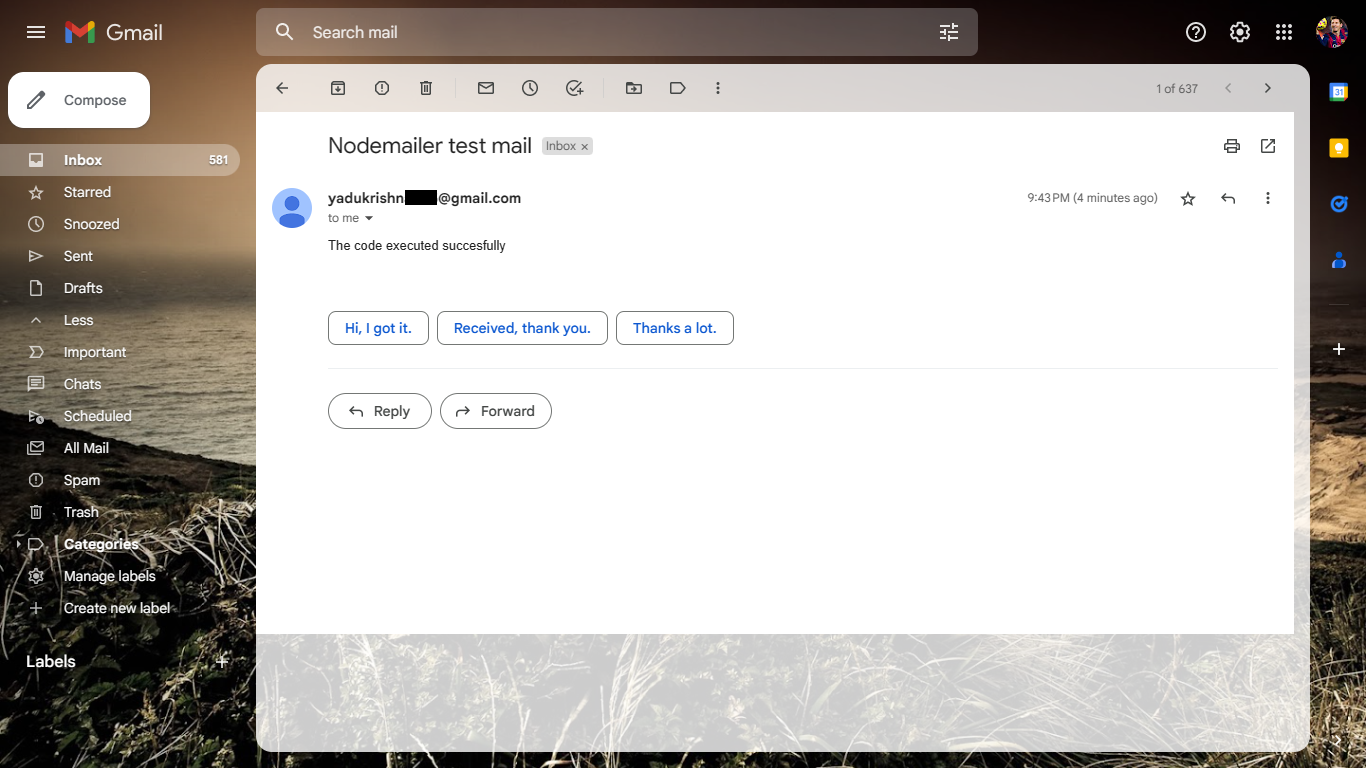 Gmail
Search mail
Compose
1 of 637
Inbox 581
Starred
Snoozed
Sent
Drafts
Less
Important
Chats
Scheduled
All Mail
Spam
Trash
Categories
Manage labels
Create new label
Labels
Nodemailer test mail Inbox ×
yadukrishn @gmail.com 9:43 PM (4 minutes ago)
to me
The code executed succesfully
Hi, I got it. Received, thank you. Thanks a lot.
Reply Forward
31